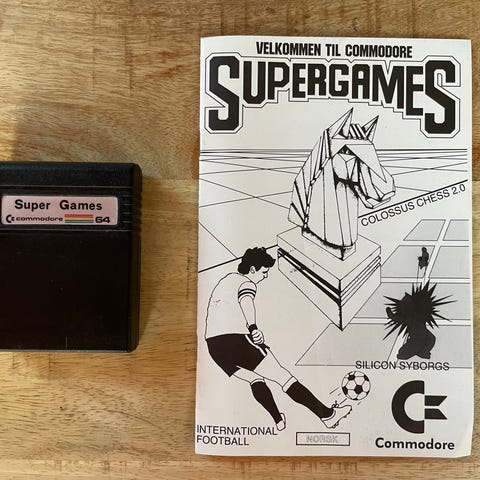 Super Games
commodore 64
VELKOMMEN TIL COMMODORE
SUPERGAMES
COLOSSUS CHESS 2.0
SILICON SYBORGS
INTERNATIONAL
FOOTBALL
NORSK
Commodore